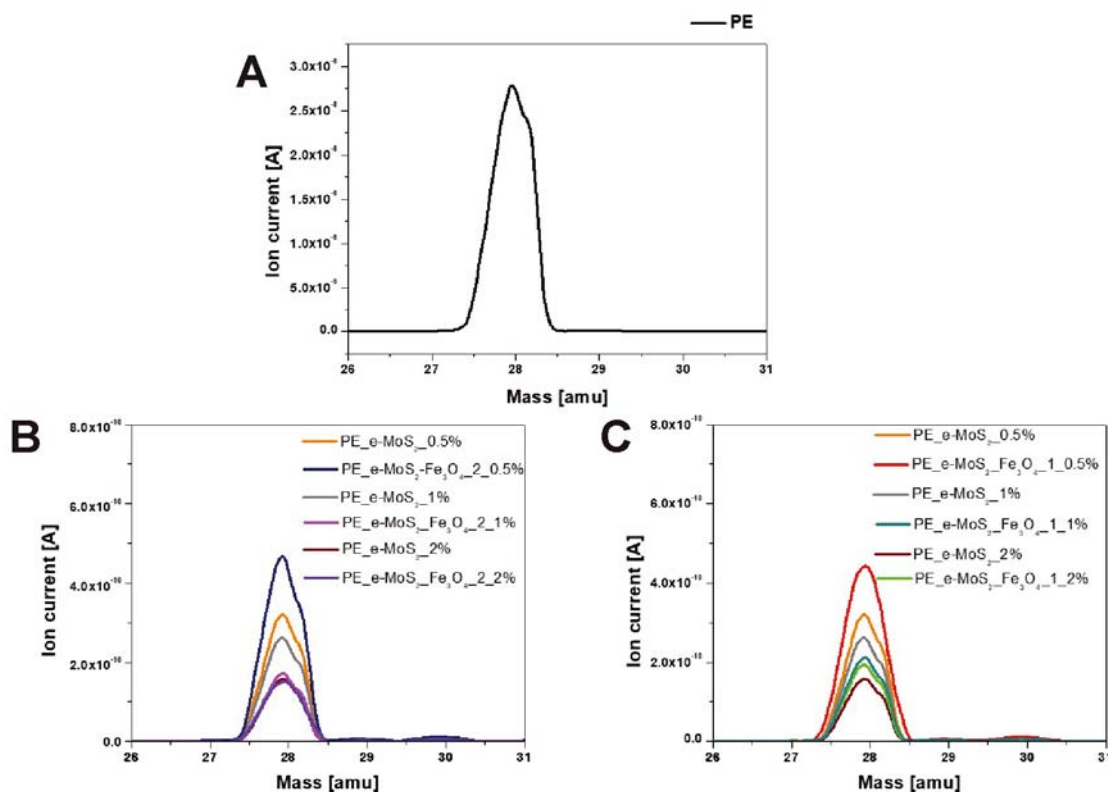 PE
A
3.0x10⁻⁸
2.5x10⁻⁸
2.0x10⁻⁸
1.5x10⁻⁸
1.0x10⁻⁸
5.0x10⁻⁹
0.0
Ion current [A]
26 27 28 29 30 31
Mass [amu]
B
8.0x10⁻¹⁰
6.0x10⁻¹⁰
4.0x10⁻¹⁰
2.0x10⁻¹⁰
0.0
Ion current [A]
PE_e-MoS₂_0.5%
PE_e-MoS₂-Fe₃O₄_2_0.5%
PE_e-MoS₂_1%
PE_e-MoS₂_Fe₃O₄_2_1%
PE_e-MoS₂_2%
PE_e-MoS₂_Fe₃O₄_2_2%
26 27 28 29 30 31
Mass [amu]
C
8.0x10⁻¹⁰
6.0x10⁻¹⁰
4.0x10⁻¹⁰
2.0x10⁻¹⁰
0.0
Ion current [A]
PE_e-MoS₂_0.5%
PE_e-MoS₂_Fe₃O₄_1_0.5%
PE_e-MoS₂_1%
PE_e-MoS₂_Fe₃O₄_1_1%
PE_e-MoS₂_2%
PE_e-MoS₂_Fe₃O₄_1_2%
26 27 28 29 30 31
Mass [amu]